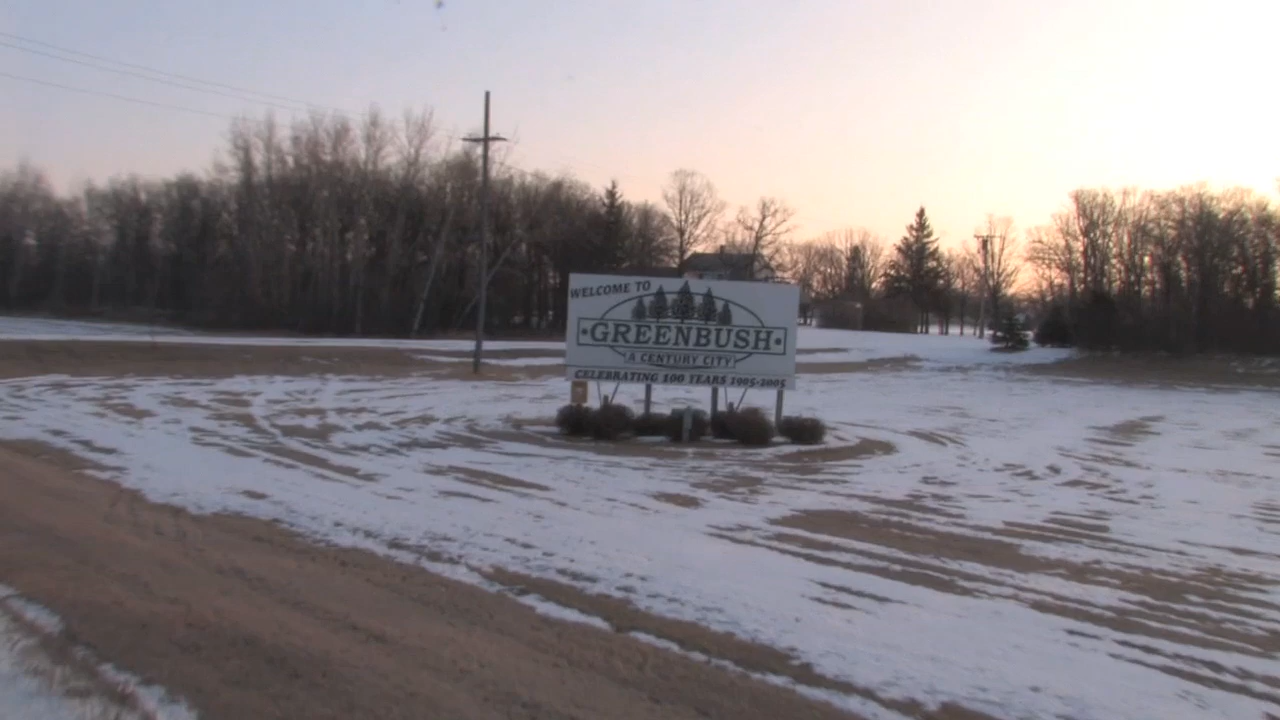 WELCOME TO
•GREENBUSH•
A CENTURY CITY
CELEBRATING 100 YEARS 1905-2005